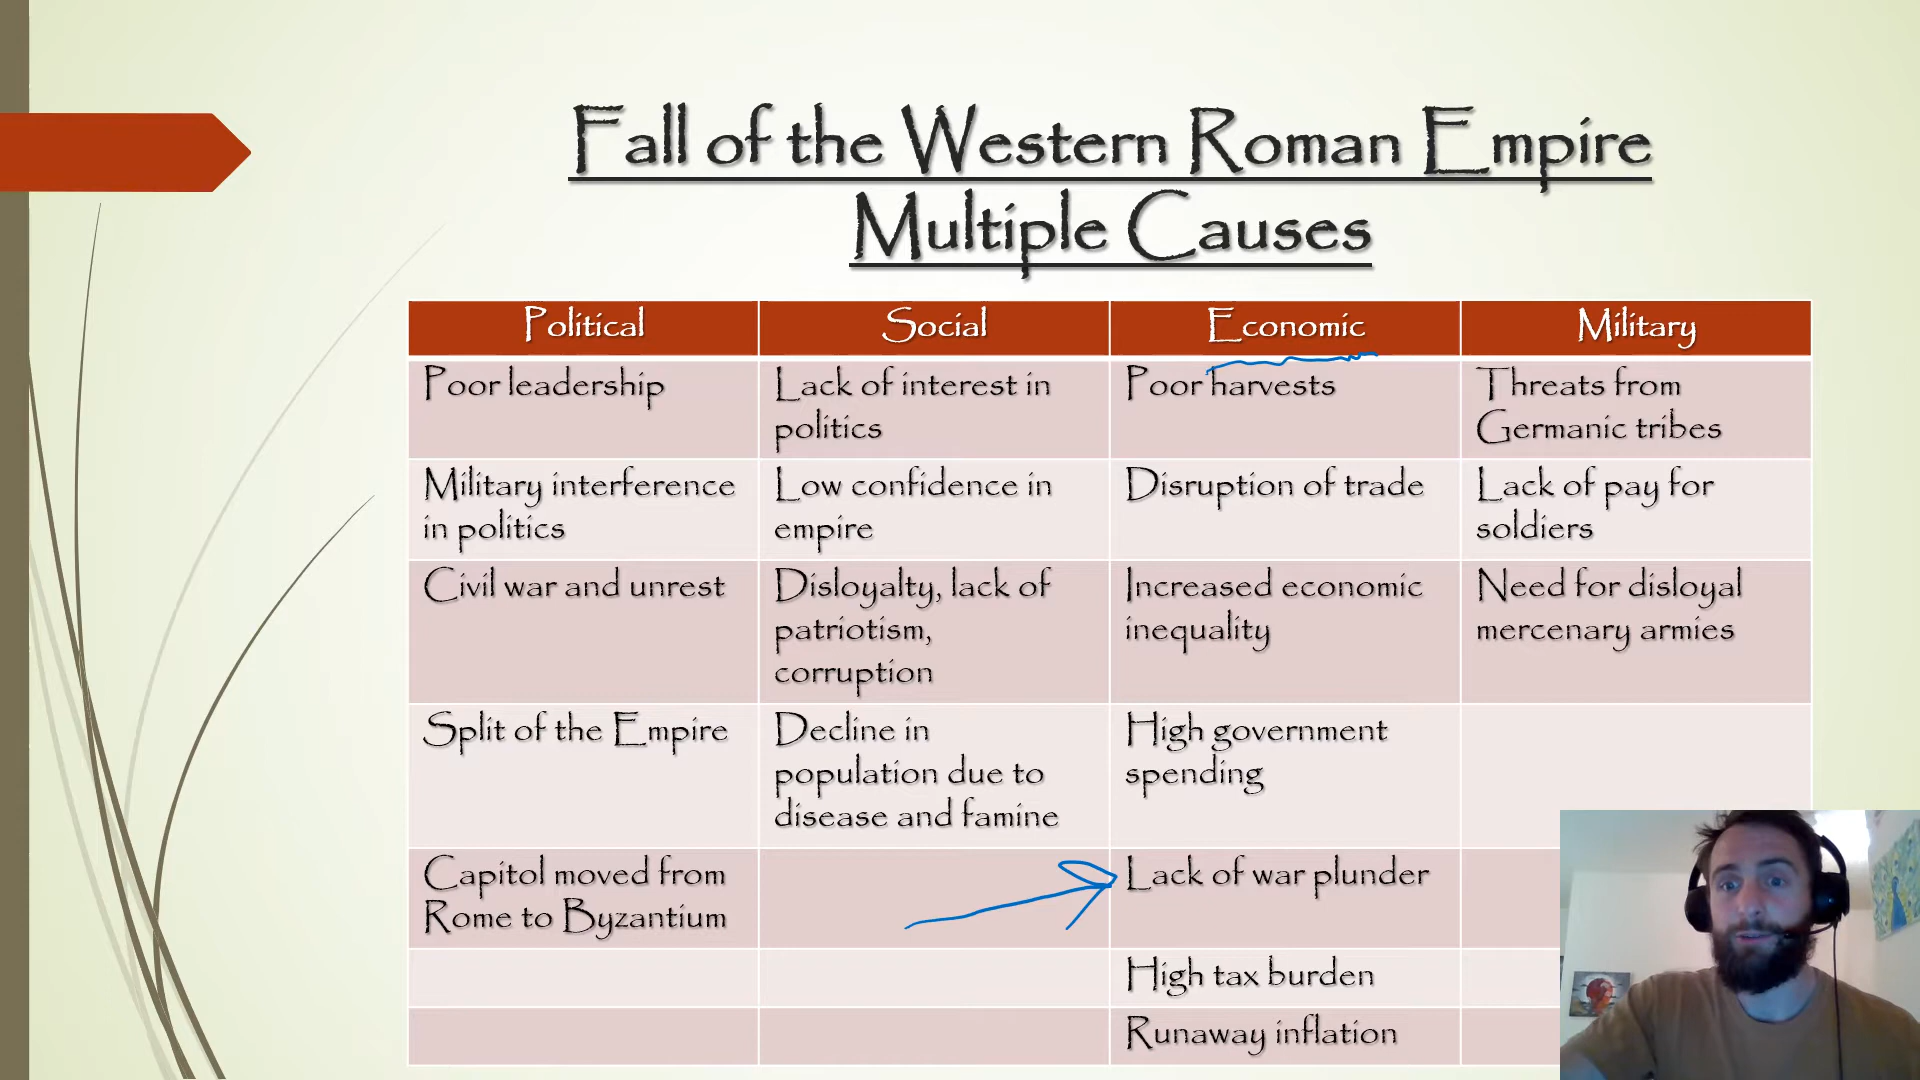 Fall of the Western Roman Empire
Multiple Causes
Political
Social
Economic
Military
Poor leadership
Lack of interest in
politics
Poor harvests
Threats from
Germanic tribes
Military interference
in politics
Low confidence in
empire
Disruption of trade
Lack of pay for
soldiers
Civil war and unrest
Disloyalty, lack of
patriotism,
corruption
Increased economic
inequality
Need for disloyal
mercenary armies
Split of the Empire
Decline in
population due to
disease and famine
High government
spending
Capitol moved from
Rome to Byzantium
Lack of war plunder
High tax burden
Runaway inflation